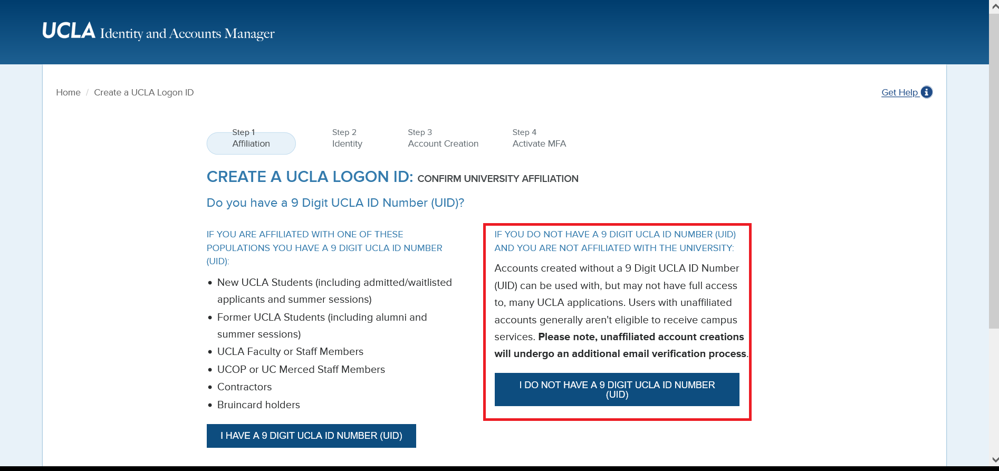 UCLA Identity and Accounts Manager
Home / Create a UCLA Logon ID
Get Help
Step 1
Affiliation
Step 2
Identity
Step 3
Account Creation
Step 4
Activate MFA
CREATE A UCLA LOGON ID: CONFIRM UNIVERSITY AFFILIATION
Do you have a 9 Digit UCLA ID Number (UID)?
IF YOU ARE AFFILIATED WITH ONE OF THESE
POPULATIONS YOU HAVE A 9 DIGIT UCLA ID NUMBER
(UID):
• New UCLA Students (including admitted/waitlisted
applicants and summer sessions)
• Former UCLA Students (including alumni and
summer sessions)
• UCLA Faculty or Staff Members
• UCOP or UC Merced Staff Members
• Contractors
• Bruincard holders
I HAVE A 9 DIGIT UCLA ID NUMBER (UID)
IF YOU DO NOT HAVE A 9 DIGIT UCLA ID NUMBER (UID)
AND YOU ARE NOT AFFILIATED WITH THE UNIVERSITY:
Accounts created without a 9 Digit UCLA ID Number
(UID) can be used with, but may not have full access
to, many UCLA applications. Users with unaffiliated
accounts generally aren't eligible to receive campus
services. Please note, unaffiliated account creations
will undergo an additional email verification process.
I DO NOT HAVE A 9 DIGIT UCLA ID NUMBER
(UID)